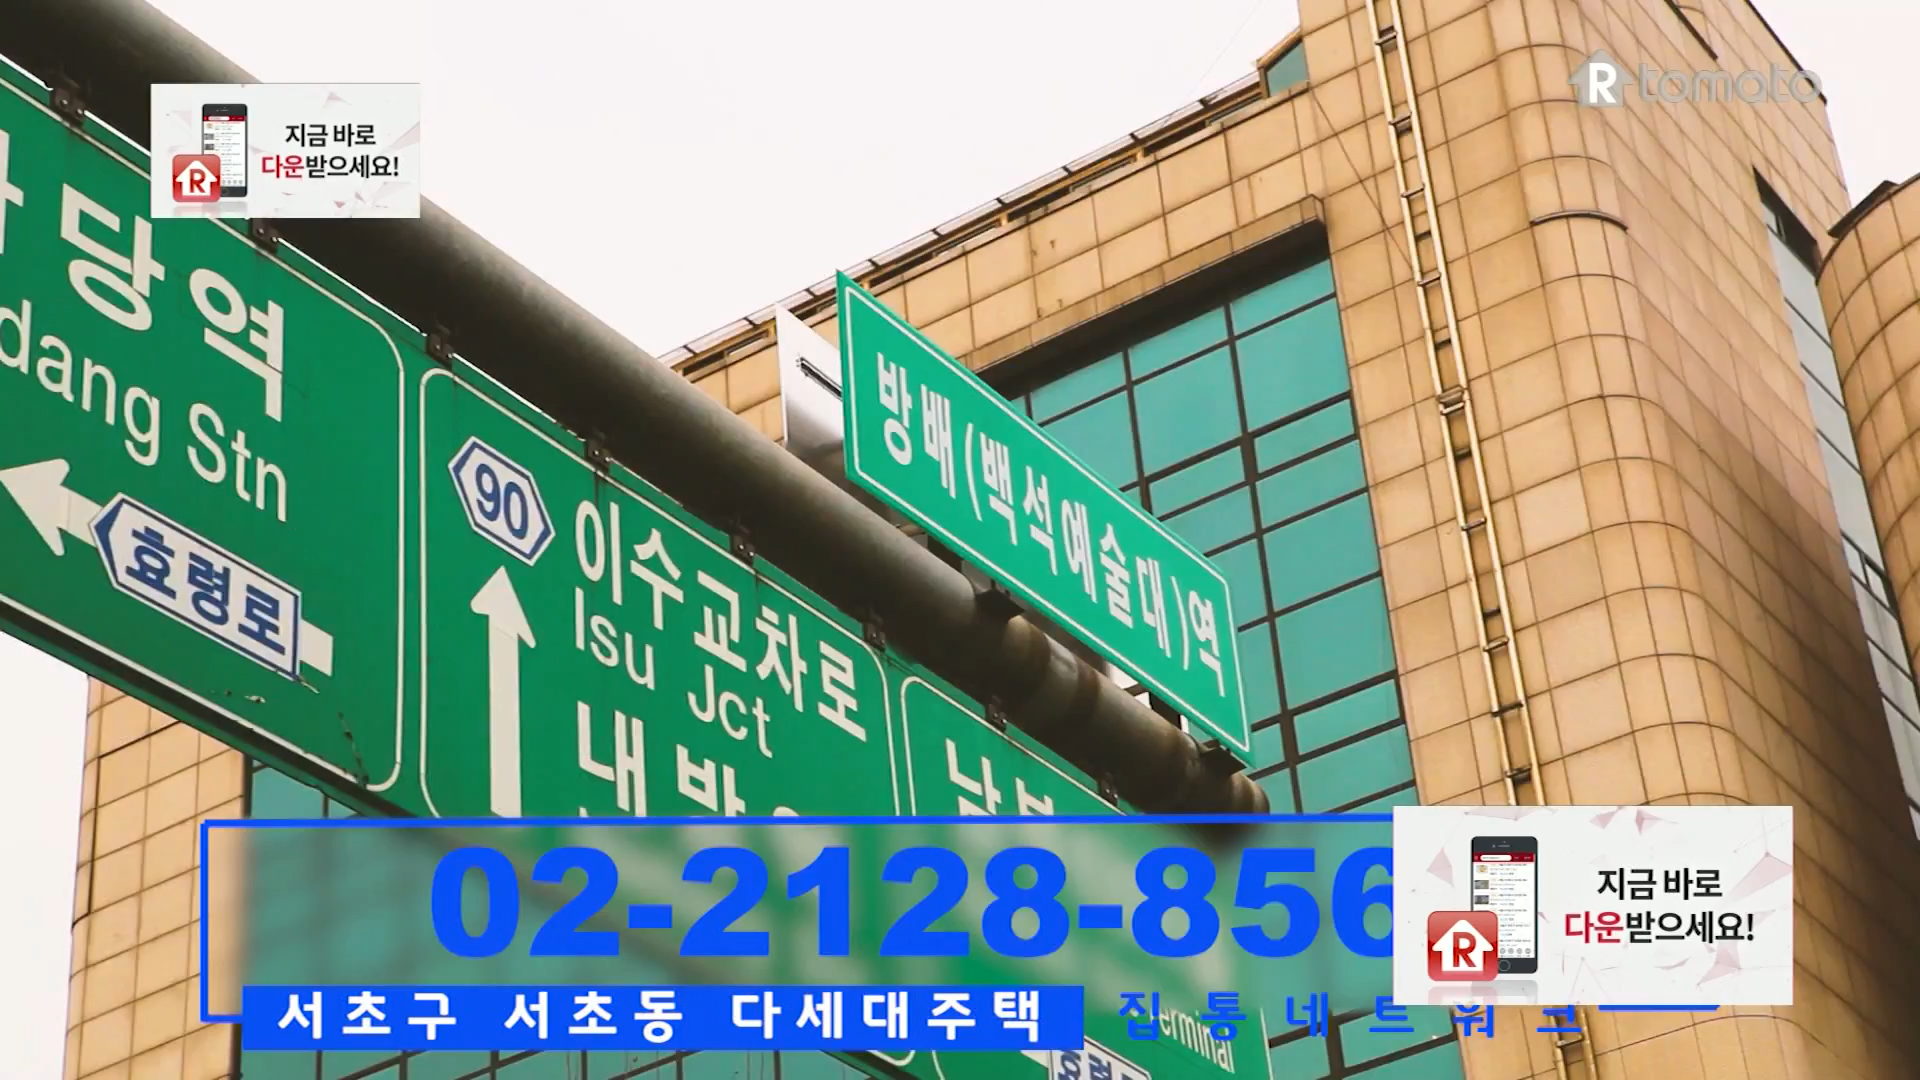 R tomato
지금 바로
다운받으세요!
당역
dang Stn
효령로
90
이수교차로
Isu Jct
내방
방배(백석예술대)역
02-2128-856
서초구 서초동 다세대주택
집통네트워크
erminal
지금 바로
다운받으세요!
R
R